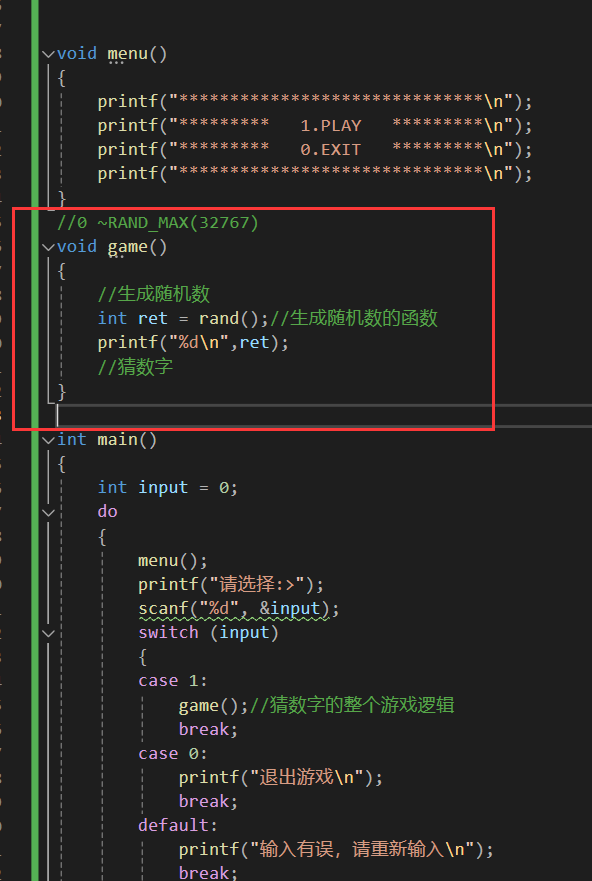 void menu()
{
printf("******************************\n");
printf("*********   1.PLAY   *********\n");
printf("*********   0.EXIT   *********\n");
printf("******************************\n");
}
//0 ~RAND_MAX(32767)
void game()
{
//生成随机数
int ret = rand();//生成随机数的函数
printf("%d\n",ret);
//猜数字
}
int main()
{
int input = 0;
do
{
menu();
printf("请选择:>");
scanf("%d", &input);
switch (input)
{
case 1:
game();//猜数字的整个游戏逻辑
break;
case 0:
printf("退出游戏\n");
break;
default:
printf("输入有误，请重新输入\n");
break;